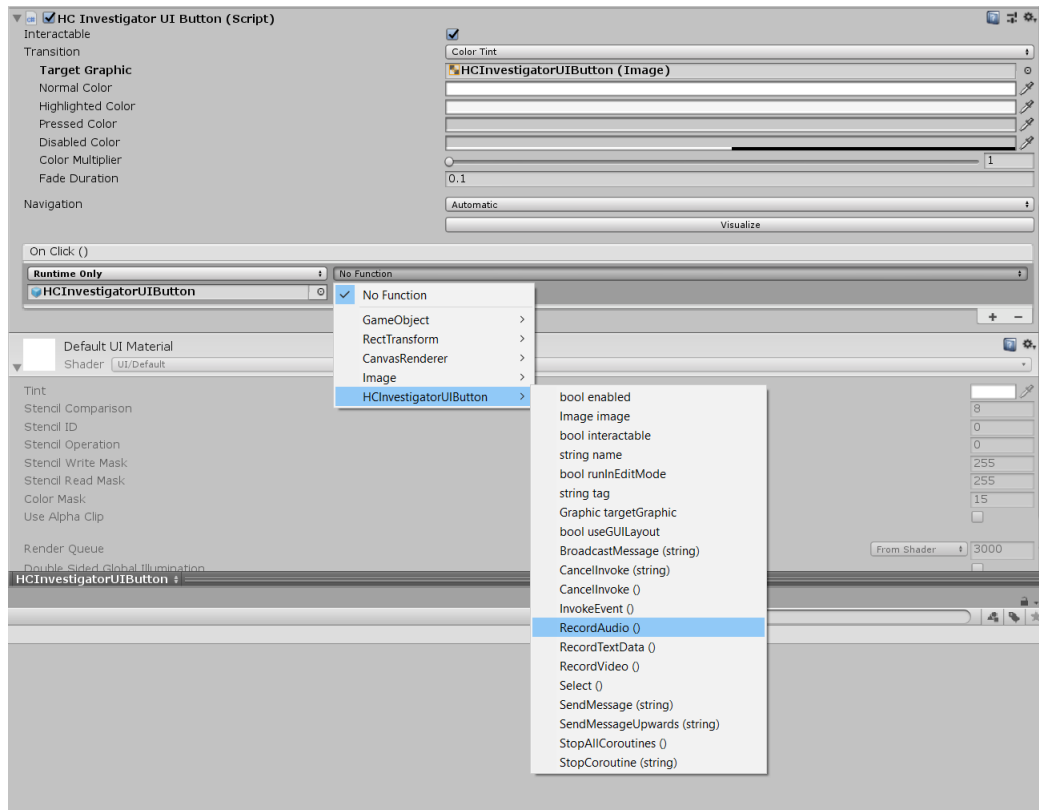 HC Investigator UI Button (Script)
Interactable
Transition Color Tint
Target Graphic HCInvestigatorUIButton (Image)
Normal Color
Highlighted Color
Pressed Color
Disabled Color
Color Multiplier 1
Fade Duration 0.1
Navigation Automatic
Visualize
On Click ()
Runtime Only No Function
HCInvestigatorUIButton
No Function
GameObject
RectTransform
CanvasRenderer
Image
HCInvestigatorUIButton
bool enabled
Image image
bool interactable
string name
bool runInEditMode
string tag
Graphic targetGraphic
bool useGUILayout
BroadcastMessage (string)
CancelInvoke (string)
CancelInvoke ()
InvokeEvent ()
RecordAudio ()
RecordTextData ()
RecordVideo ()
Select ()
SendMessage (string)
SendMessageUpwards (string)
StopAllCoroutines ()
StopCoroutine (string)
Default UI Material
Shader UI/Default
Tint
Stencil Comparison 8
Stencil ID 0
Stencil Operation 0
Stencil Write Mask 255
Stencil Read Mask 255
Color Mask 15
Use Alpha Clip
Render Queue From Shader 3000
Double Sided Global Illumination
HCInvestigatorUIButton